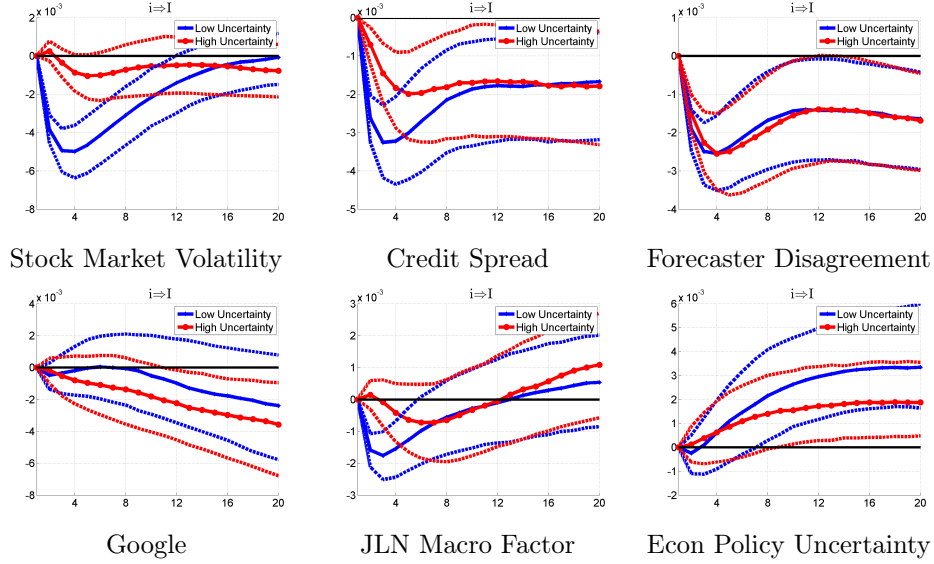 x 10⁻³ i⇒I
Low Uncertainty
High Uncertainty
2
0
-2
-4
-6
-8
4 8 12 16 20
Stock Market Volatility
x 10⁻³ i⇒I
Low Uncertainty
High Uncertainty
0
-1
-2
-3
-4
-5
4 8 12 16 20
Credit Spread
x 10⁻³ i⇒I
Low Uncertainty
High Uncertainty
1
0
-1
-2
-3
-4
4 8 12 16 20
Forecaster Disagreement
x 10⁻³ i⇒I
Low Uncertainty
High Uncertainty
4
2
0
-2
-4
-6
-8
4 8 12 16 20
Google
x 10⁻³ i⇒I
Low Uncertainty
High Uncertainty
3
2
1
0
-1
-2
-3
4 8 12 16 20
JLN Macro Factor
x 10⁻³ i⇒I
Low Uncertainty
High Uncertainty
6
5
4
3
2
1
0
-1
-2
4 8 12 16 20
Econ Policy Uncertainty